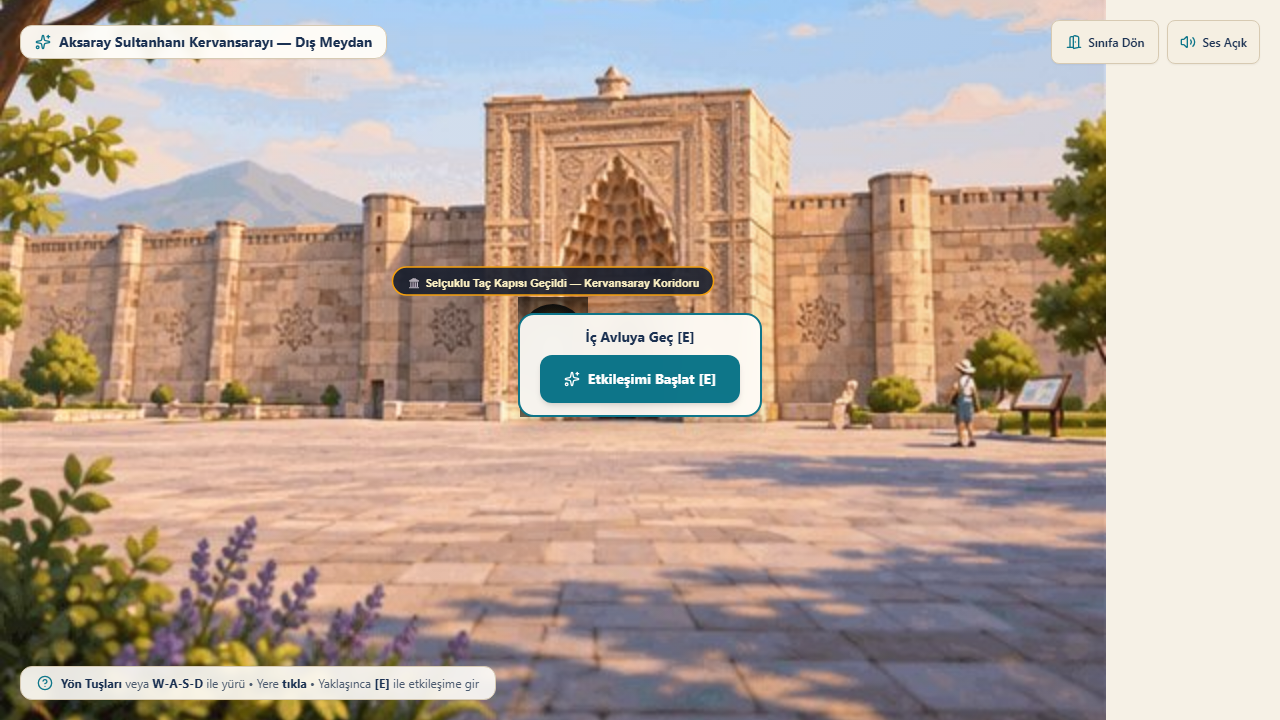 Aksaray Sultanhanı Kervansarayı — Dış Meydan
Sınıfa Dön
Ses Açık
Selçuklu Taç Kapısı Geçildi — Kervansaray Koridoru
İç Avluya Geç [E]
Etkileşimi Başlat [E]
Yön Tuşları veya W-A-S-D ile yürü • Yere tıkla • Yaklaşınca [E] ile etkileşime gir